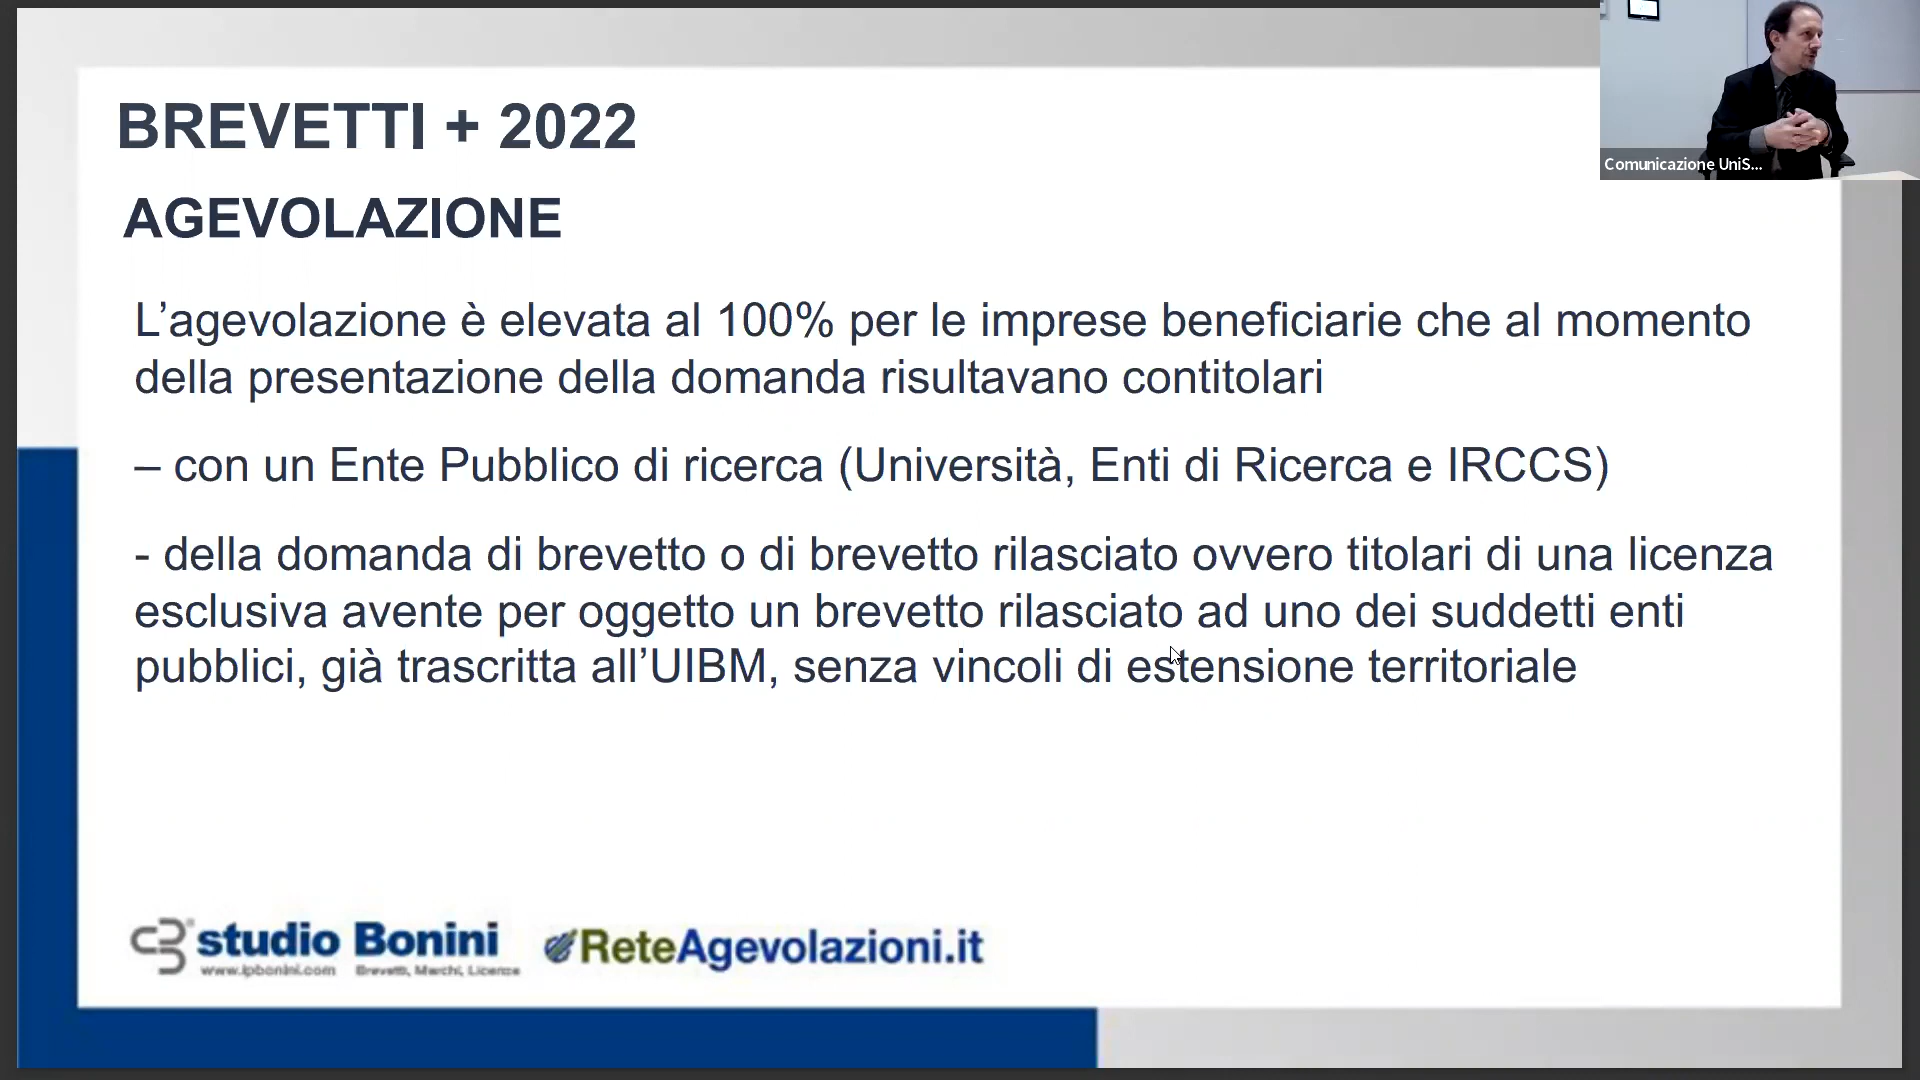 BREVETTI + 2022
AGEVOLAZIONE
L’agevolazione è elevata al 100% per le imprese beneficiarie che al momento
della presentazione della domanda risultavano contitolari
– con un Ente Pubblico di ricerca (Università, Enti di Ricerca e IRCCS)
- della domanda di brevetto o di brevetto rilasciato ovvero titolari di una licenza
esclusiva avente per oggetto un brevetto rilasciato ad uno dei suddetti enti
pubblici, già trascritta all’UIBM, senza vincoli di estensione territoriale
Comunicazione UniS...
studio Bonini
www.ipbonini.com Brevetti, Marchi, Licenze
ReteAgevolazioni.it